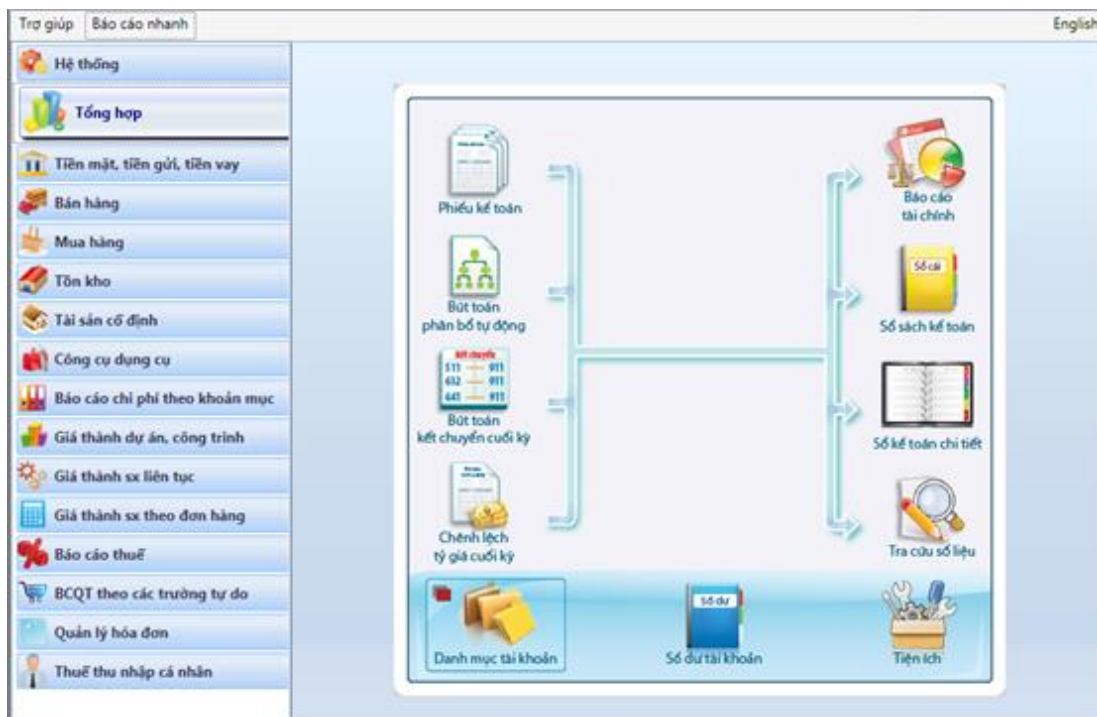 Trợ giúp Báo cáo nhanh English
Hệ thống
Tổng hợp
Tiền mặt, tiền gửi, tiền vay
Bán hàng
Mua hàng
Tồn kho
Tài sản cố định
Công cụ dụng cụ
Báo cáo chi phí theo khoản mục
Giá thành dự án, công trình
Giá thành sx liên tục
Giá thành sx theo đơn hàng
Báo cáo thuế
BCQT theo các trường tự do
Quản lý hóa đơn
Thuế thu nhập cá nhân
Phiếu kế toán
Bút toán
phân bổ tự động
Kết chuyển
511 911
632 911
641 911
Bút toán
kết chuyển cuối kỳ
Chênh lệch
tỷ giá cuối kỳ
Báo cáo
tài chính
Sổ cái
Sổ sách kế toán
Sổ kế toán chi tiết
Tra cứu số liệu
Danh mục tài khoản
Số dư
Số dư tài khoản
Tiện ích